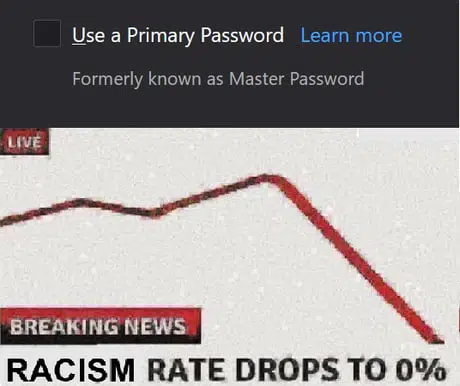 Use a Primary Password Learn more
Formerly known as Master Password
LIVE
BREAKING NEWS
RACISM RATE DROPS TO 0%